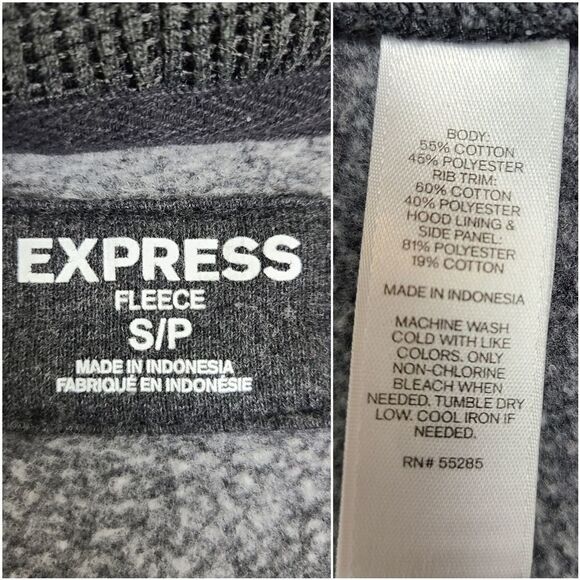 EXPRESS
FLEECE
S/P
MADE IN INDONESIA
FABRIQUÉ EN INDONÉSIE
BODY:
55% COTTON
45% POLYESTER
RIB TRIM:
60% COTTON
40% POLYESTER
HOOD LINING &
SIDE PANEL:
81% POLYESTER
19% COTTON
MADE IN INDONESIA
MACHINE WASH
COLD WITH LIKE
COLORS. ONLY
NON-CHLORINE
BLEACH WHEN
NEEDED. TUMBLE DRY
LOW. COOL IRON IF
NEEDED.
RN# 55285